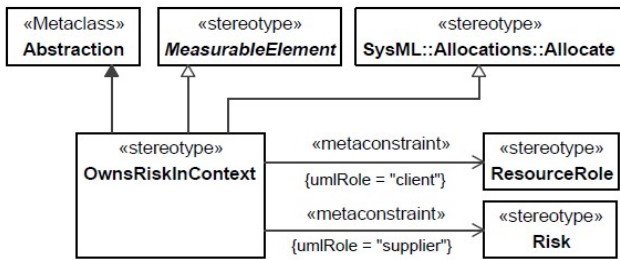 «Metaclass»
Abstraction
«stereotype»
MeasurableElement
«stereotype»
SysML::Allocations::Allocate
«stereotype»
OwnsRiskInContext
«metaconstraint»
{umlRole = "client"}
«stereotype»
ResourceRole
«metaconstraint»
{umlRole = "supplier"}
«stereotype»
Risk